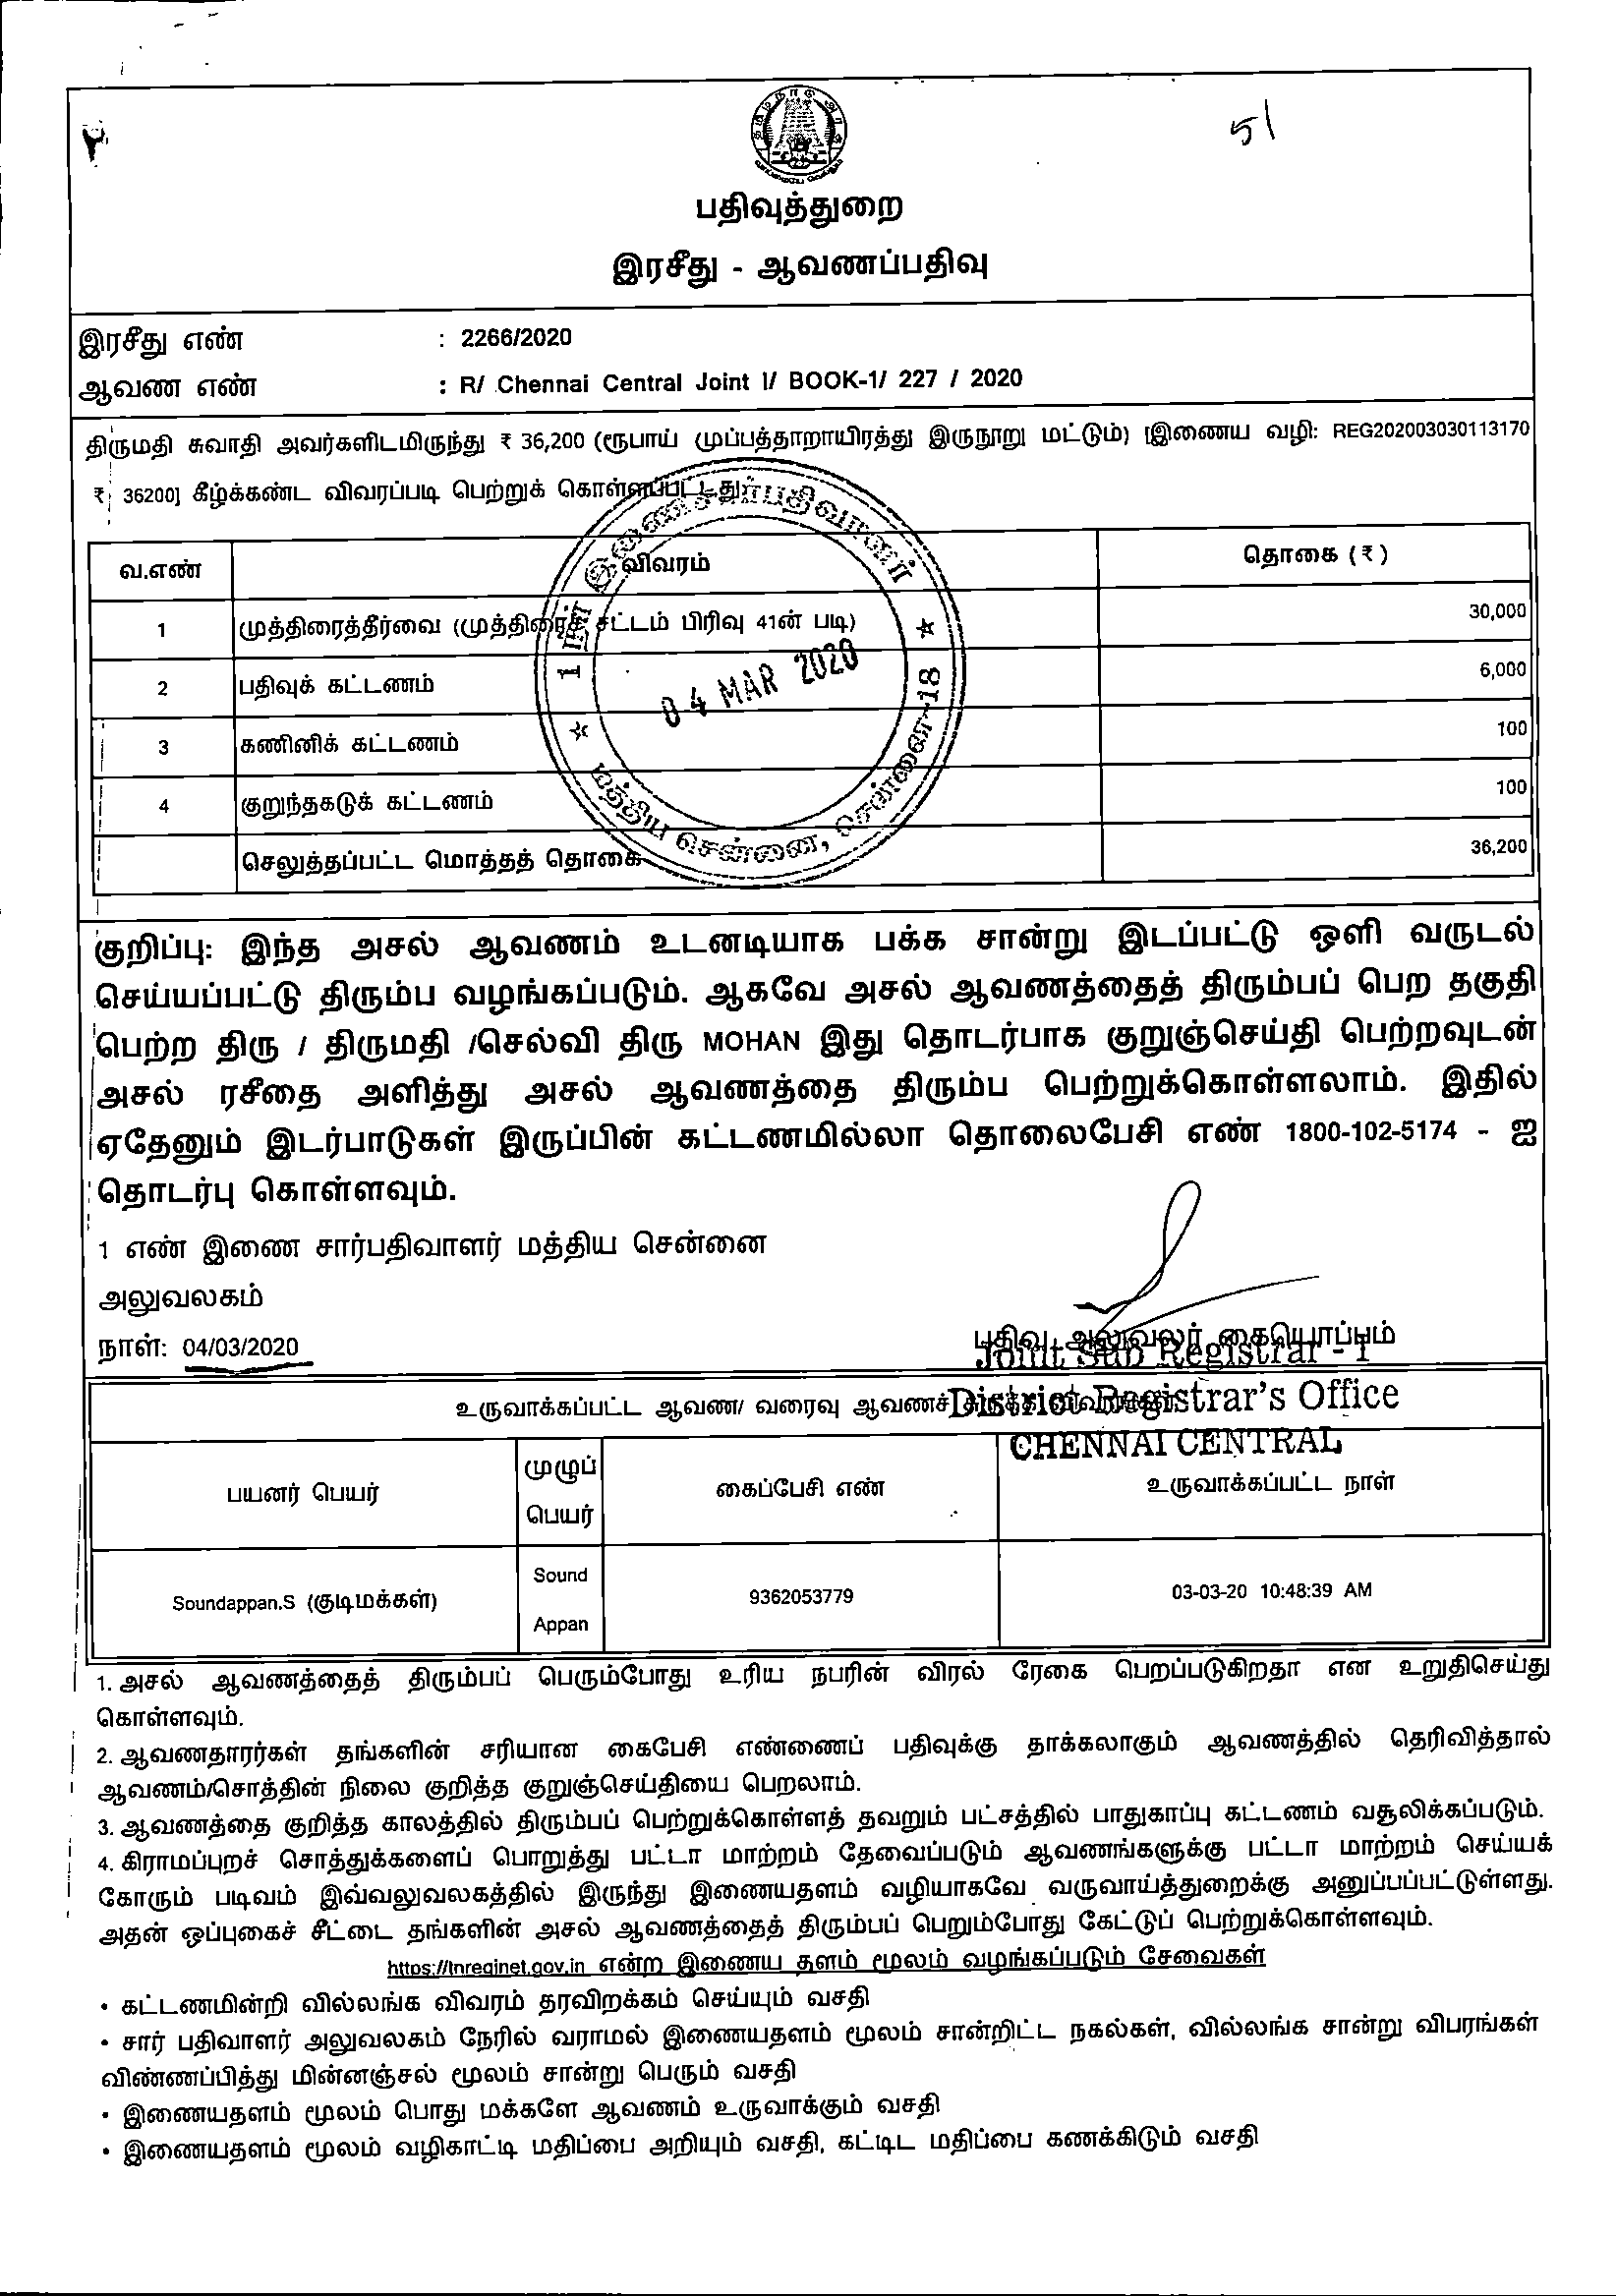 51
பதிவுத்துறை
இரசீது - ஆவணப்பதிவு
இரசீது எண் : 2266/2020
ஆவண எண் : R/ Chennai Central Joint I/ BOOK-1/ 227 / 2020
திருமதி சுவாதி அவர்களிடமிருந்து ₹ 36,200 (ரூபாய் முப்பத்தாறாயிரத்து இருநூறு மட்டும்) [இணைய வழி: REG202003030113170
₹ 36200] கீழ்க்கண்ட விவரப்படி பெற்றுக் கொள்ளப்பட்டது
வ.எண் விவரம் தொகை (₹)
1 முத்திரைத்தீர்வை (முத்திரைச் சட்டம் பிரிவு 41ன் படி) 30,000
2 பதிவுக் கட்டணம் 6,000
3 கணினிக் கட்டணம் 100
4 குறுந்தகடுக் கட்டணம் 100
செலுத்தப்பட்ட மொத்தத் தொகை 36,200
1 நிர் இணைசார்பதிவாளர்
04 MAR 2020
மத்திய சென்னை, சென்னை-18
குறிப்பு: இந்த அசல் ஆவணம் உடனடியாக பக்க சான்று இடப்பட்டு ஒளி வருடல்
செய்யப்பட்டு திரும்ப வழங்கப்படும். ஆகவே அசல் ஆவணத்தைத் திரும்பப் பெற தகுதி
பெற்ற திரு / திருமதி /செல்வி திரு MOHAN இது தொடர்பாக குறுஞ்செய்தி பெற்றவுடன்
அசல் ரசீதை அளித்து அசல் ஆவணத்தை திரும்ப பெற்றுக்கொள்ளலாம். இதில்
ஏதேனும் இடர்பாடுகள் இருப்பின் கட்டணமில்லா தொலைபேசி எண் 1800-102-5174 - ஐ
தொடர்பு கொள்ளவும்.
1 எண் இணை சார்பதிவாளர் மத்திய சென்னை
அலுவலகம்
நாள்: 04/03/2020
பதிவு அலுவலர் கையொப்பம்
Joint Sub Registrar - I
District Registrar's Office
CHENNAI CENTRAL
உருவாக்கப்பட்ட ஆவண/ வரைவு ஆவணச்
பயனர் பெயர் முழுப் பெயர் கைப்பேசி எண் உருவாக்கப்பட்ட நாள்
Soundappan.S (குடிமக்கள்) Sound Appan 9362053779 03-03-20 10:48:39 AM
1. அசல் ஆவணத்தைத் திரும்பப் பெரும்போது உரிய நபரின் விரல் ரேகை பெறப்படுகிறதா என உறுதிசெய்து
கொள்ளவும்.
2. ஆவணதாரர்கள் தங்களின் சரியான கைபேசி எண்ணைப் பதிவுக்கு தாக்கலாகும் ஆவணத்தில் தெரிவித்தால்
ஆவணம்/சொத்தின் நிலை குறித்த குறுஞ்செய்தியை பெறலாம்.
3. ஆவணத்தை குறித்த காலத்தில் திரும்பப் பெற்றுக்கொள்ளத் தவறும் பட்சத்தில் பாதுகாப்பு கட்டணம் வசூலிக்கப்படும்.
4. கிராமப்புறச் சொத்துக்களைப் பொறுத்து பட்டா மாற்றம் தேவைப்படும் ஆவணங்களுக்கு பட்டா மாற்றம் செய்யக்
கோரும் படிவம் இவ்வலுவலகத்தில் இருந்து இணையதளம் வழியாகவே வருவாய்த்துறைக்கு அனுப்பப்பட்டுள்ளது.
அதன் ஒப்புகைச் சீட்டை தங்களின் அசல் ஆவணத்தைத் திரும்பப் பெறும்போது கேட்டுப் பெற்றுக்கொள்ளவும்.
https://tnreginet.gov.in என்ற இணைய தளம் மூலம் வழங்கப்படும் சேவைகள்
• கட்டணமின்றி வில்லங்க விவரம் தரவிறக்கம் செய்யும் வசதி
• சார் பதிவாளர் அலுவலகம் நேரில் வராமல் இணையதளம் மூலம் சான்றிட்ட நகல்கள், வில்லங்க சான்று விபரங்கள்
விண்ணப்பித்து மின்னஞ்சல் மூலம் சான்று பெரும் வசதி
• இணையதளம் மூலம் பொது மக்களே ஆவணம் உருவாக்கும் வசதி
• இணையதளம் மூலம் வழிகாட்டி மதிப்பை அறியும் வசதி, கட்டிட மதிப்பை கணக்கிடும் வசதி